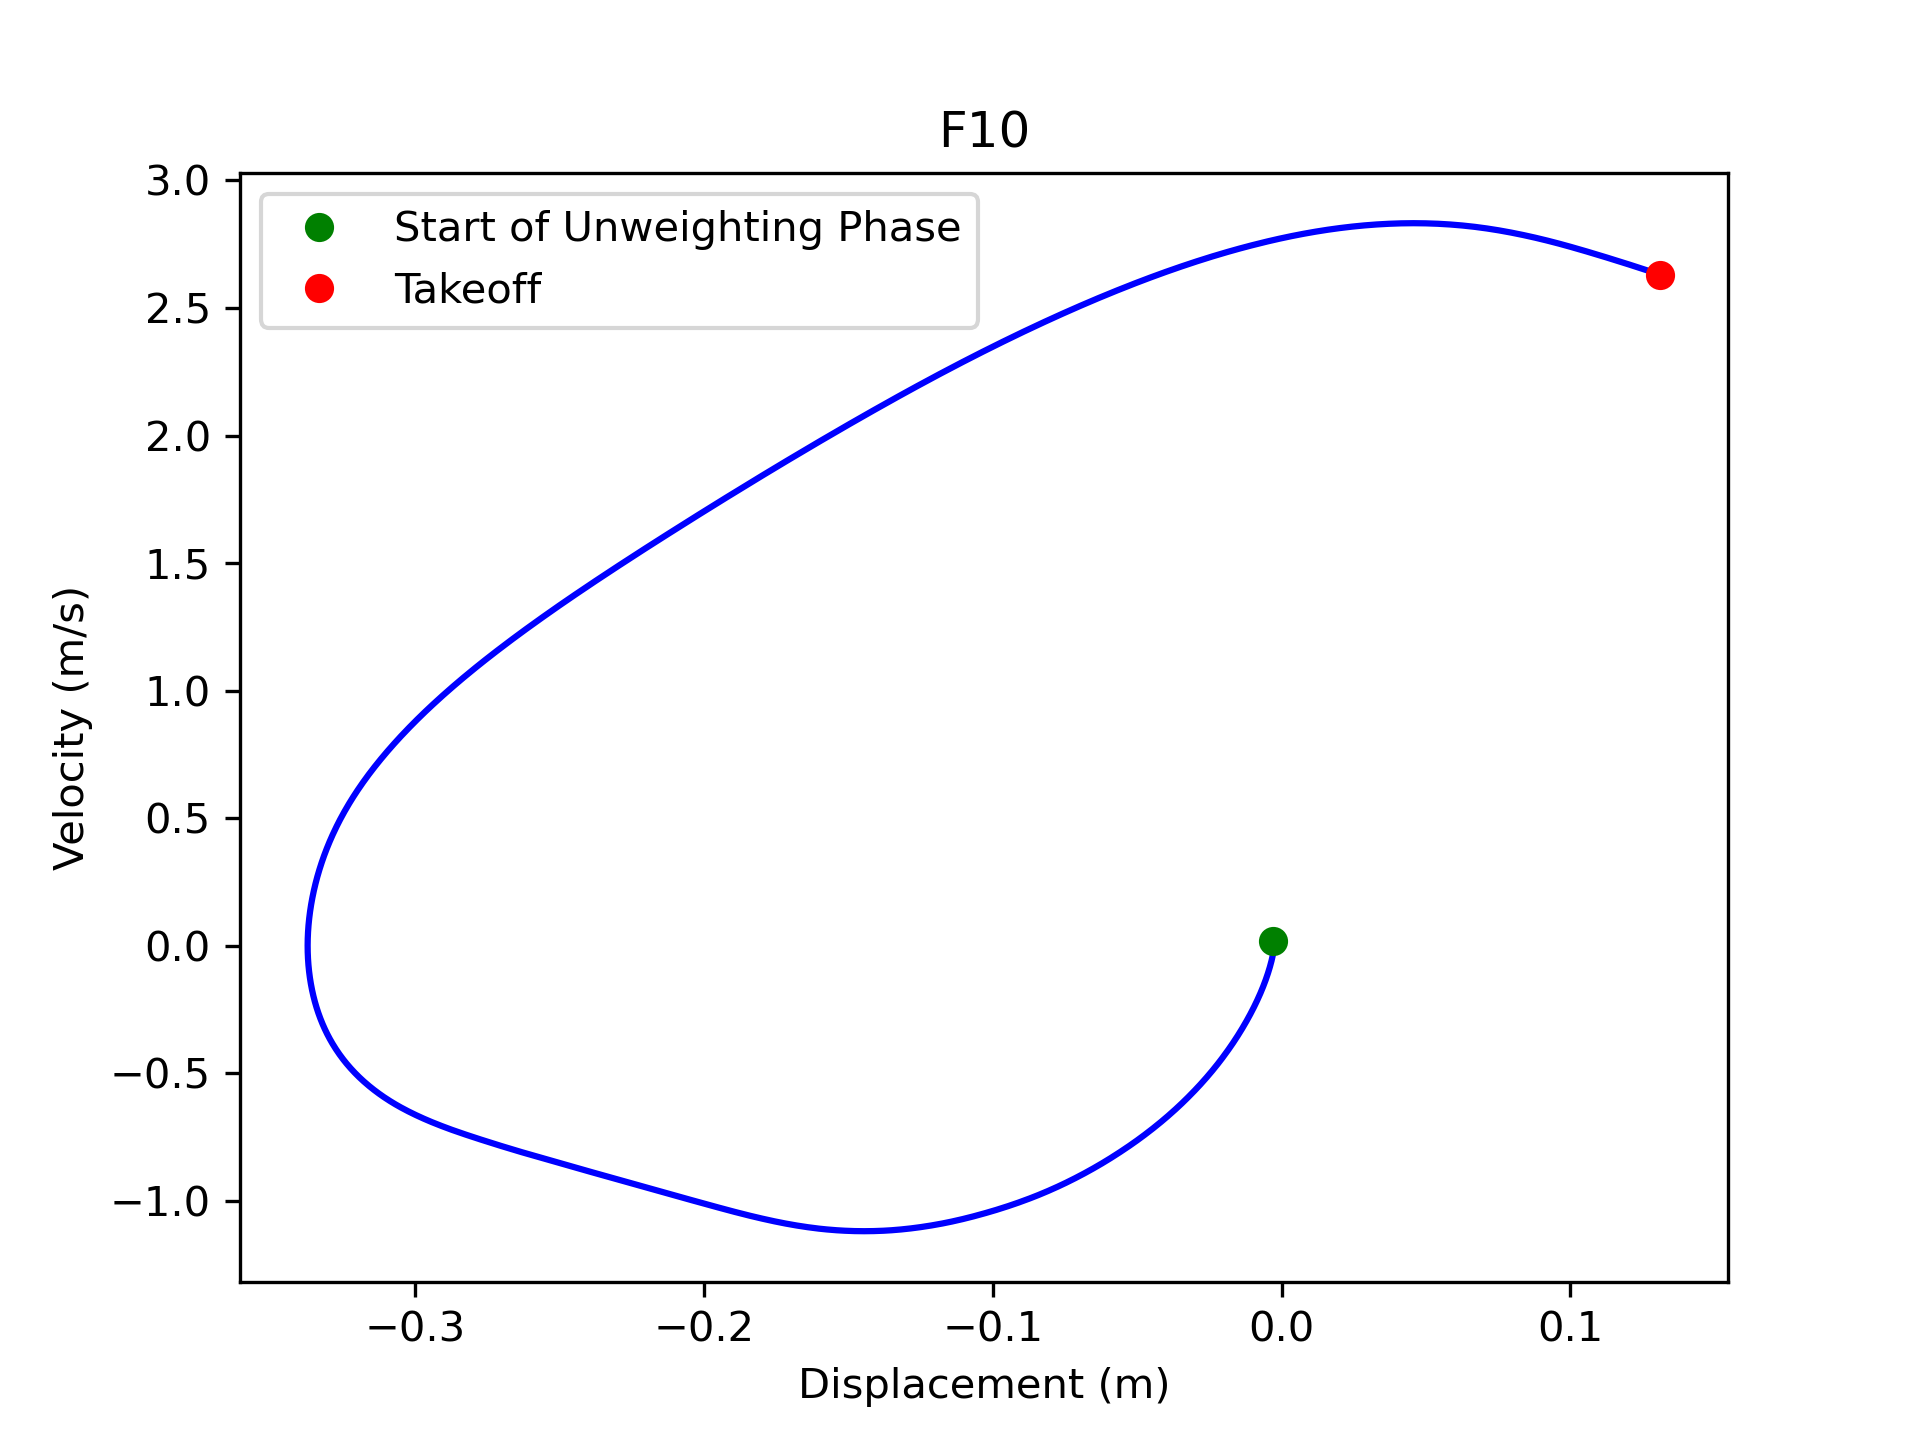 F10
3.0
2.5
2.0
1.5
1.0
0.5
0.0
−0.5
−1.0
Velocity (m/s)
Start of Unweighting Phase
Takeoff
−0.3
−0.2
−0.1
0.0
0.1
Displacement (m)